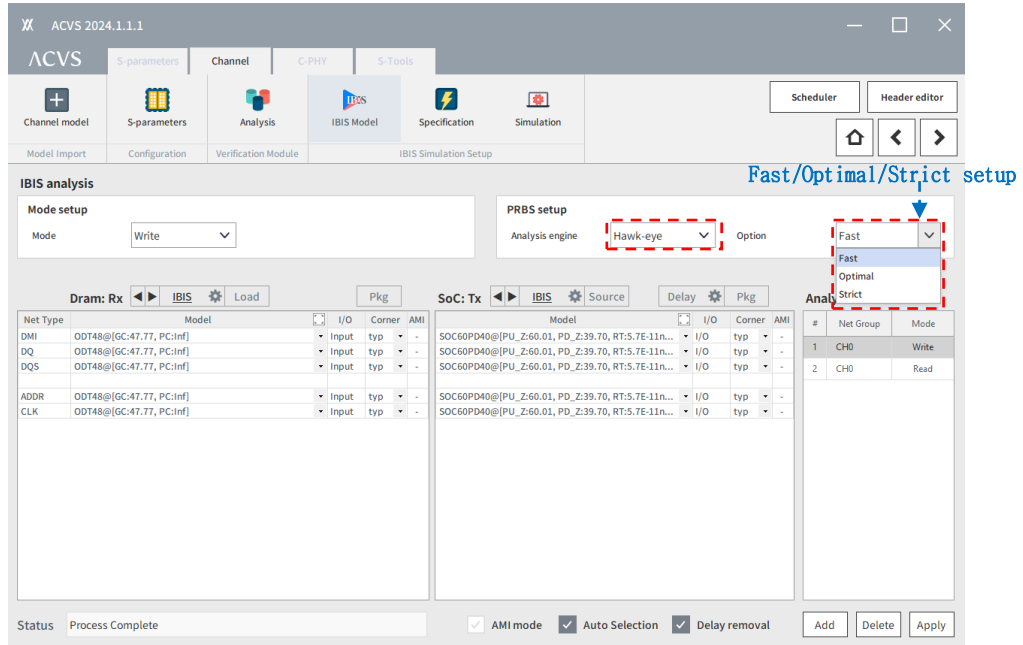 ACVS 2024.1.1.1
ACVS
S-parameters Channel C-PHY S-Tools
Channel model S-parameters Analysis IBIS IBIS Model Specification Simulation
Scheduler Header editor
Model Import Configuration Verification Module IBIS Simulation Setup
Fast/Optimal/Strict setup
IBIS analysis
Mode setup
Mode Write
PRBS setup
Analysis engine Hawk-eye Option Fast
Fast
Optimal
Strict
Dram: Rx IBIS Load Pkg
SoC: Tx IBIS Source Delay Pkg
Net Type Model I/O Corner AMI
DMI ODT48@[GC:47.77, PC:Inf] Input typ -
DQ ODT48@[GC:47.77, PC:Inf] Input typ -
DQS ODT48@[GC:47.77, PC:Inf] Input typ -
ADDR ODT48@[GC:47.77, PC:Inf] Input typ -
CLK ODT48@[GC:47.77, PC:Inf] Input typ -
Model I/O Corner AMI
SOC60PD40@[PU_Z:60.01, PD_Z:39.70, RT:5.7E-11n... I/O typ -
SOC60PD40@[PU_Z:60.01, PD_Z:39.70, RT:5.7E-11n... I/O typ -
SOC60PD40@[PU_Z:60.01, PD_Z:39.70, RT:5.7E-11n... I/O typ -
SOC60PD40@[PU_Z:60.01, PD_Z:39.70, RT:5.7E-11n... I/O typ -
SOC60PD40@[PU_Z:60.01, PD_Z:39.70, RT:5.7E-11n... I/O typ -
# Net Group Mode
1 CH0 Write
2 CH0 Read
Status Process Complete
AMI mode Auto Selection Delay removal
Add Delete Apply